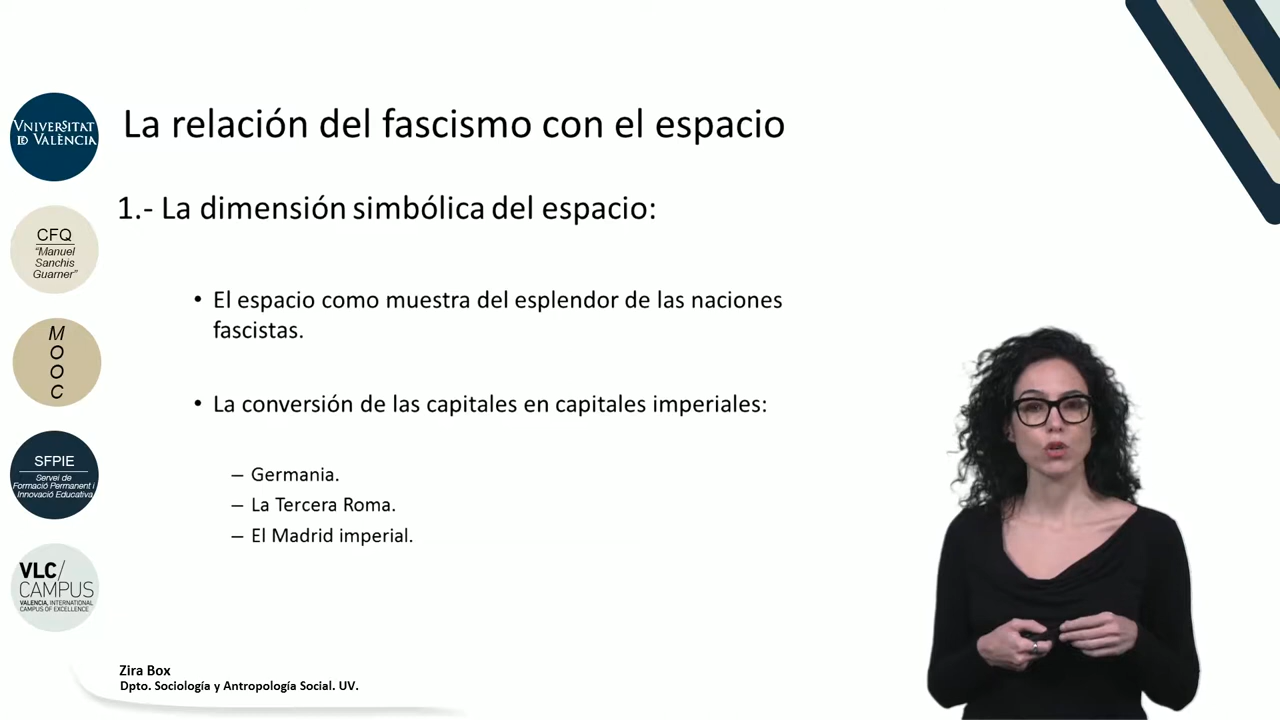 La relación del fascismo con el espacio
1.- La dimensión simbólica del espacio:
• El espacio como muestra del esplendor de las naciones
fascistas.
• La conversión de las capitales en capitales imperiales:
– Germania.
– La Tercera Roma.
– El Madrid imperial.
VNIVERSITAT
ID VALÈNCIA
CFQ
"Manuel
Sanchis
Guarner"
M
O
O
C
SFPIE
Servei de
Formació Permanent i
Innovació Educativa
VLC/
CAMPUS
VALENCIA, INTERNATIONAL
CAMPUS OF EXCELLENCE
Zira Box
Dpto. Sociología y Antropología Social. UV.